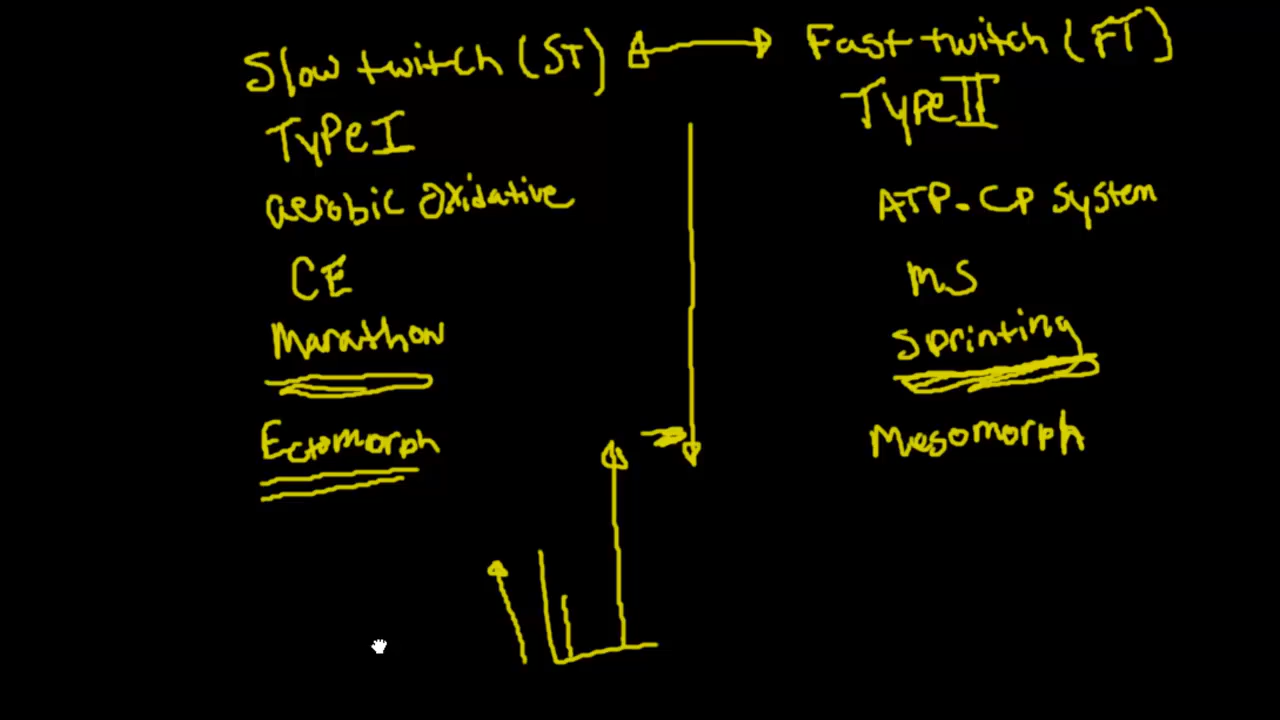 Slow twitch (ST)
Fast twitch (FT)
Type I
Type II
aerobic Oxidative
ATP-CP System
CE
MS
Marathon
Sprinting
Ectomorph
Mesomorph